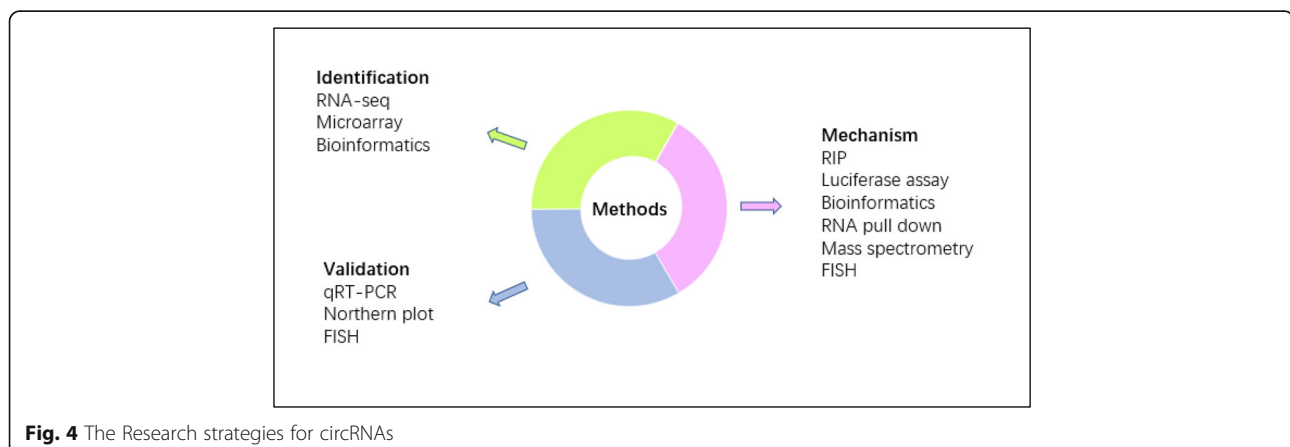 Identification
RNA-seq
Microarray
Bioinformatics
Methods
Mechanism
RIP
Luciferase assay
Bioinformatics
RNA pull down
Mass spectrometry
FISH
Validation
qRT-PCR
Northern plot
FISH
Fig. 4 The Research strategies for circRNAs